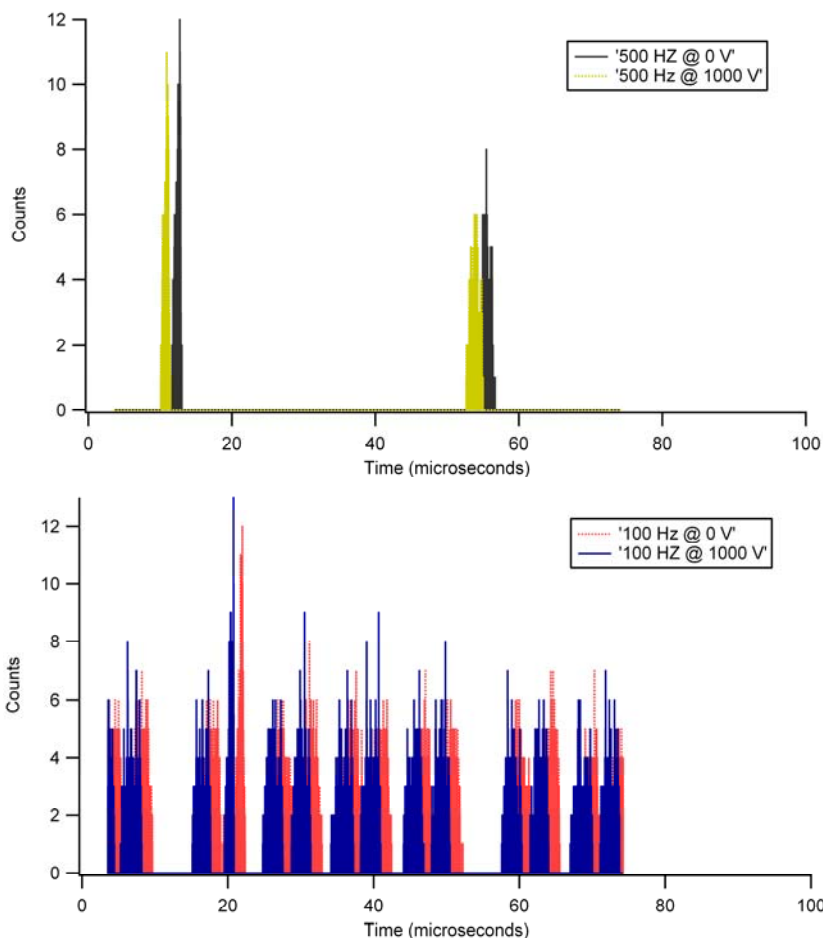 12
10
8
6
4
2
0
Counts
'500 HZ @ 0 V'
'500 Hz @ 1000 V'
0 20 40 60 80 100
Time (microseconds)
12
10
8
6
4
2
0
Counts
'100 Hz @ 0 V'
'100 HZ @ 1000 V'
0 20 40 60 80 100
Time (microseconds)